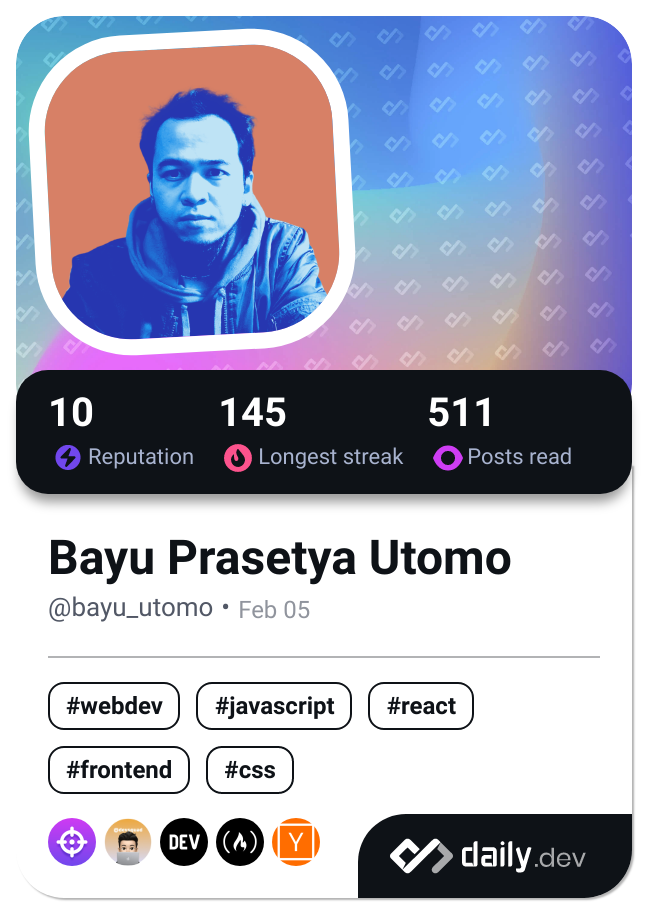 10 145 511
Reputation Longest streak Posts read
Bayu Prasetya Utomo
@bayu_utomo • Feb 05
#webdev #javascript #react
#frontend #css
DEV Y
daily.dev